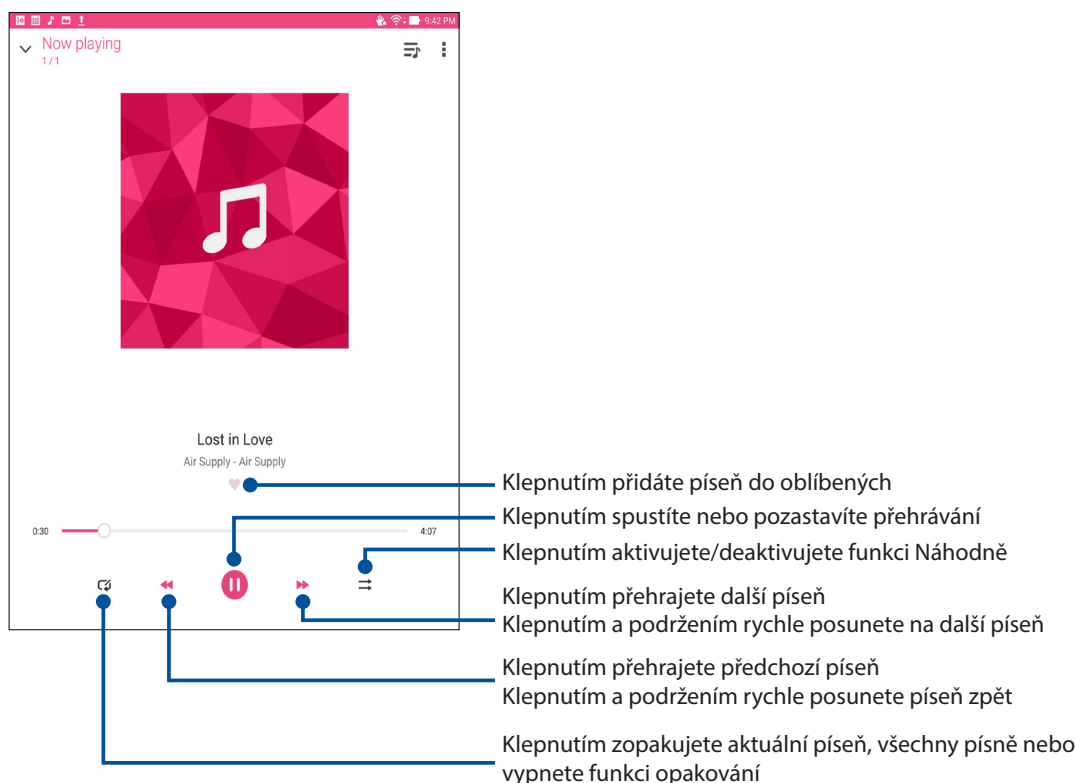 9:42 PM
Now playing
1 / 1
Lost in Love
Air Supply - Air Supply
0:30
4:07
Klepnutím přidáte píseň do oblíbených
Klepnutím spustíte nebo pozastavíte přehrávání
Klepnutím aktivujete/deaktivujete funkci Náhodně
Klepnutím přehrajete další píseň
Klepnutím a podržením rychle posunete na další píseň
Klepnutím přehrajete předchozí píseň
Klepnutím a podržením rychle posunete píseň zpět
Klepnutím zopakujete aktuální píseň, všechny písně nebo
vypnete funkci opakování